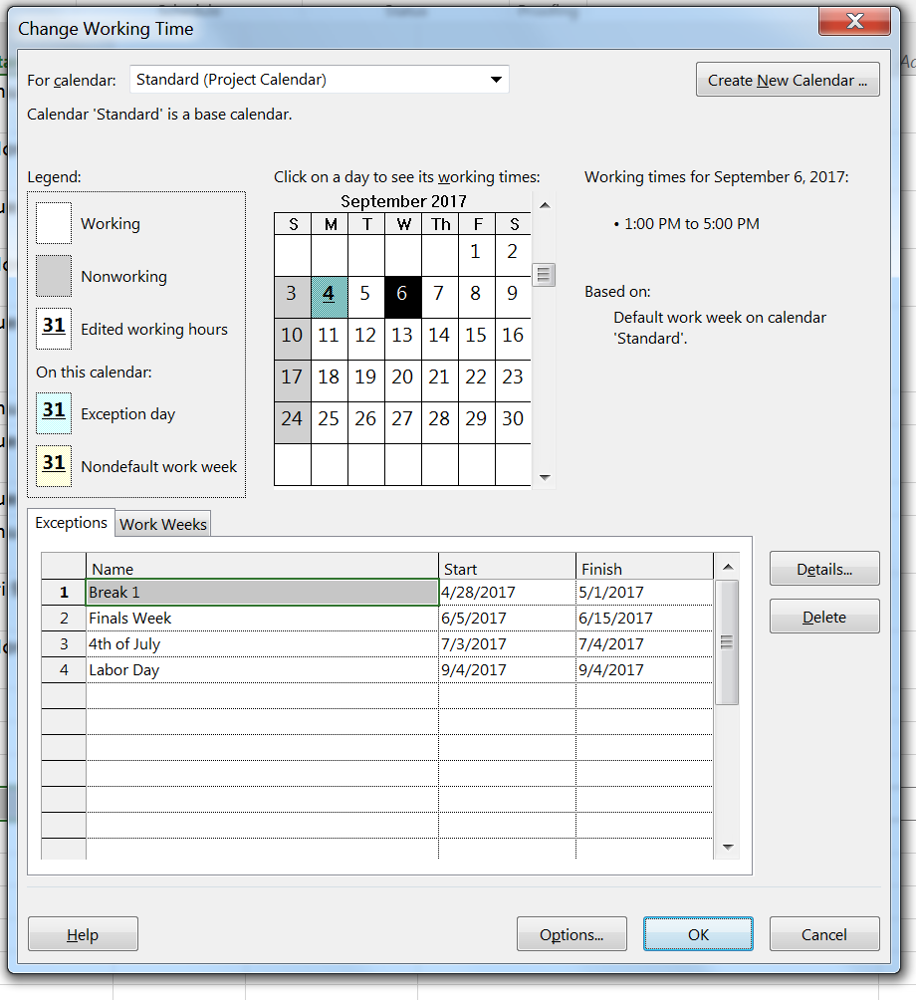 Change Working Time
For calendar: Standard (Project Calendar) Create New Calendar ...
Calendar 'Standard' is a base calendar.
Legend:
Working
Nonworking
31 Edited working hours
On this calendar:
31 Exception day
31 Nondefault work week
Click on a day to see its working times:
September 2017
S M T W Th F S
1 2
3 4 5 6 7 8 9
10 11 12 13 14 15 16
17 18 19 20 21 22 23
24 25 26 27 28 29 30
Working times for September 6, 2017:
• 1:00 PM to 5:00 PM
Based on:
Default work week on calendar
'Standard'.
Exceptions Work Weeks
Name Start Finish
1 Break 1 4/28/2017 5/1/2017
2 Finals Week 6/5/2017 6/15/2017
3 4th of July 7/3/2017 7/4/2017
4 Labor Day 9/4/2017 9/4/2017
Details...
Delete
Help Options... OK Cancel